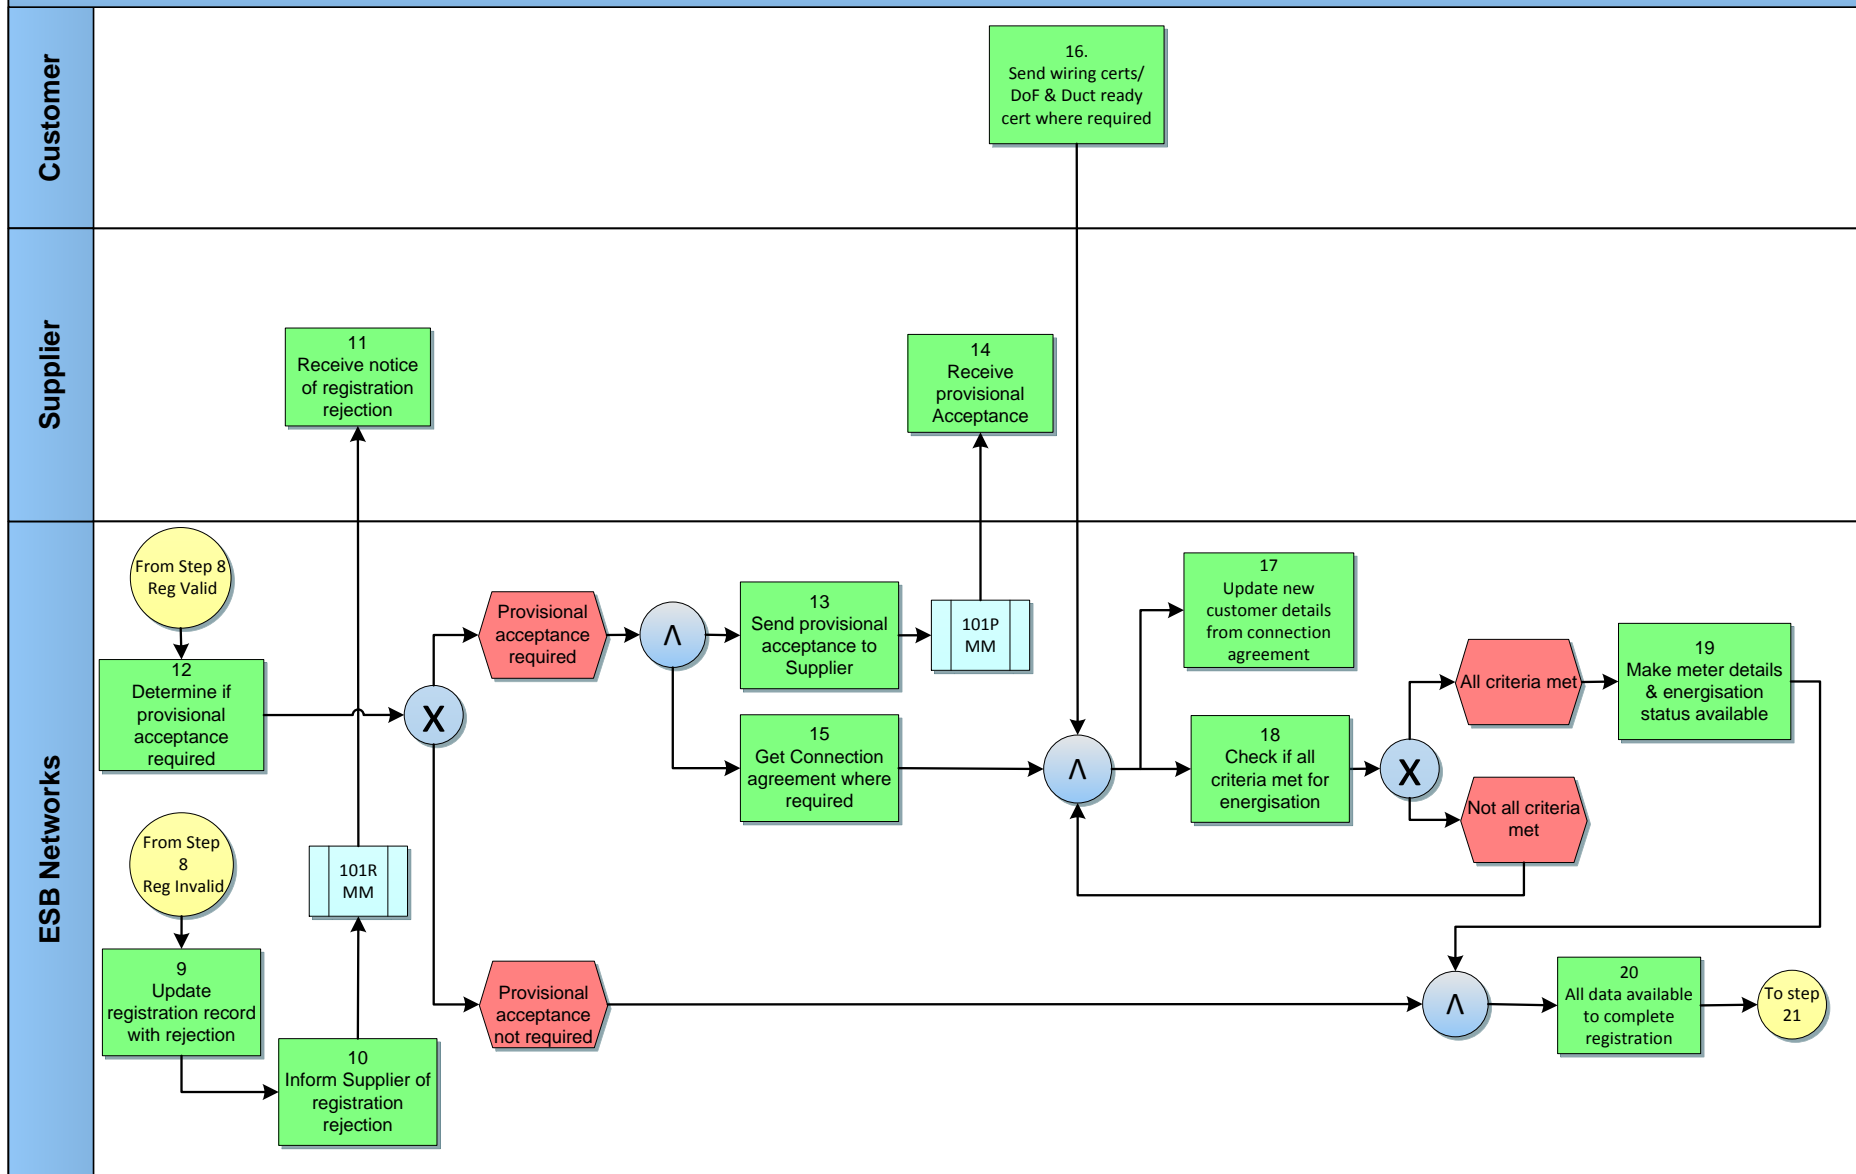 Customer
16.
Send wiring certs/
DoF & Duct ready
cert where required
Supplier
11
Receive notice
of registration
rejection
14
Receive
provisional
Acceptance
ESB Networks
From Step 8
Reg Valid
12
Determine if
provisional
acceptance
required
X
Provisional
acceptance
required
Λ
13
Send provisional
acceptance to
Supplier
101P
MM
15
Get Connection
agreement where
required
Λ
17
Update new
customer details
from connection
agreement
18
Check if all
criteria met for
energisation
X
All criteria met
Not all criteria
met
19
Make meter details
& energisation
status available
From Step
8
Reg Invalid
9
Update
registration record
with rejection
10
Inform Supplier of
registration
rejection
101R
MM
Provisional
acceptance
not required
Λ
20
All data available
to complete
registration
To step
21